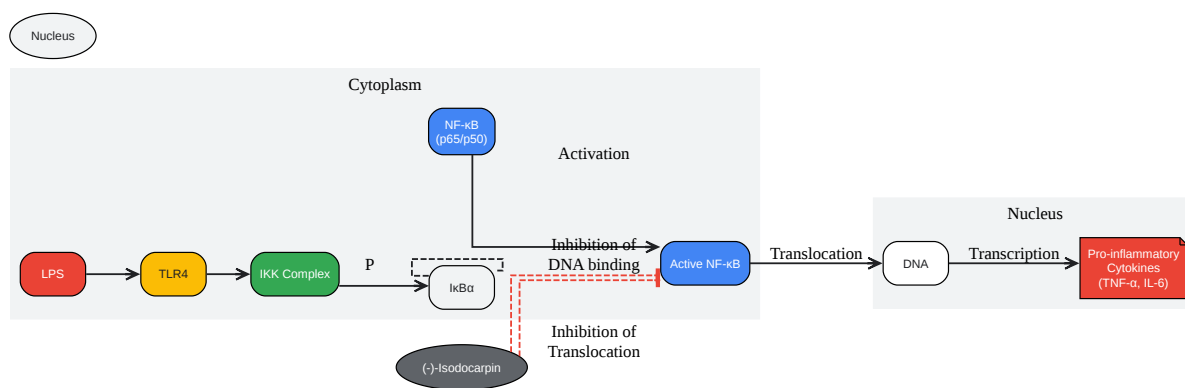 Nucleus
Cytoplasm
NF-κB
(p65/p50)
Activation
Nucleus
LPS
TLR4
IKK Complex
P
IκBα
Inhibition of
DNA binding
Active NF-κB
Translocation
DNA
Transcription
Pro-inflammatory
Cytokines
(TNF-α, IL-6)
Inhibition of
Translocation
(-)-Isodocarpin